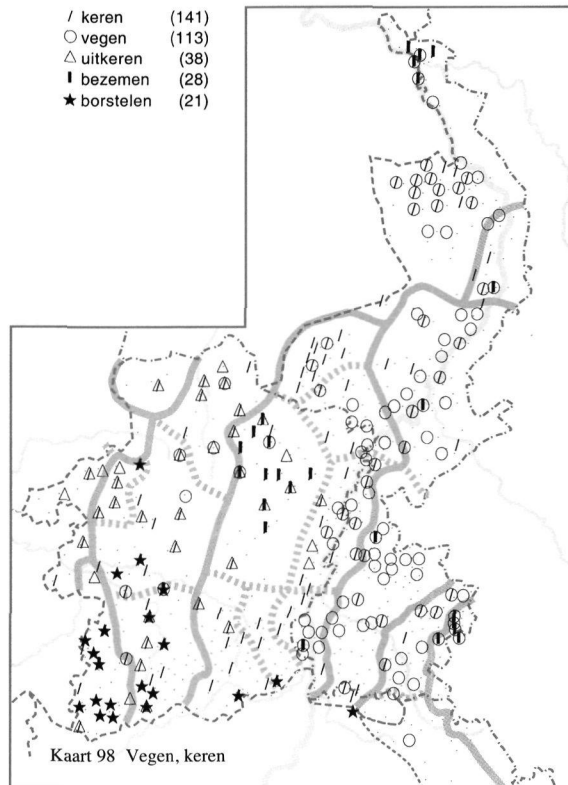 / keren (141)
○ vegen (113)
△ uitkeren (38)
▮ bezemen (28)
★ borstelen (21)
Kaart 98 Vegen, keren